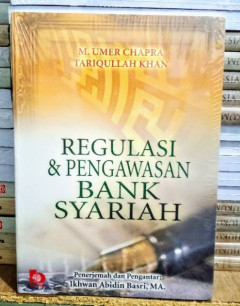 M. UMER CHAPRA
TARIQULLAH KHAN
REGULASI
& PENGAWASAN
BANK
SYARIAH
Penerjemah dan Pengantar:
Ikhwan Abidin Basri, MA.